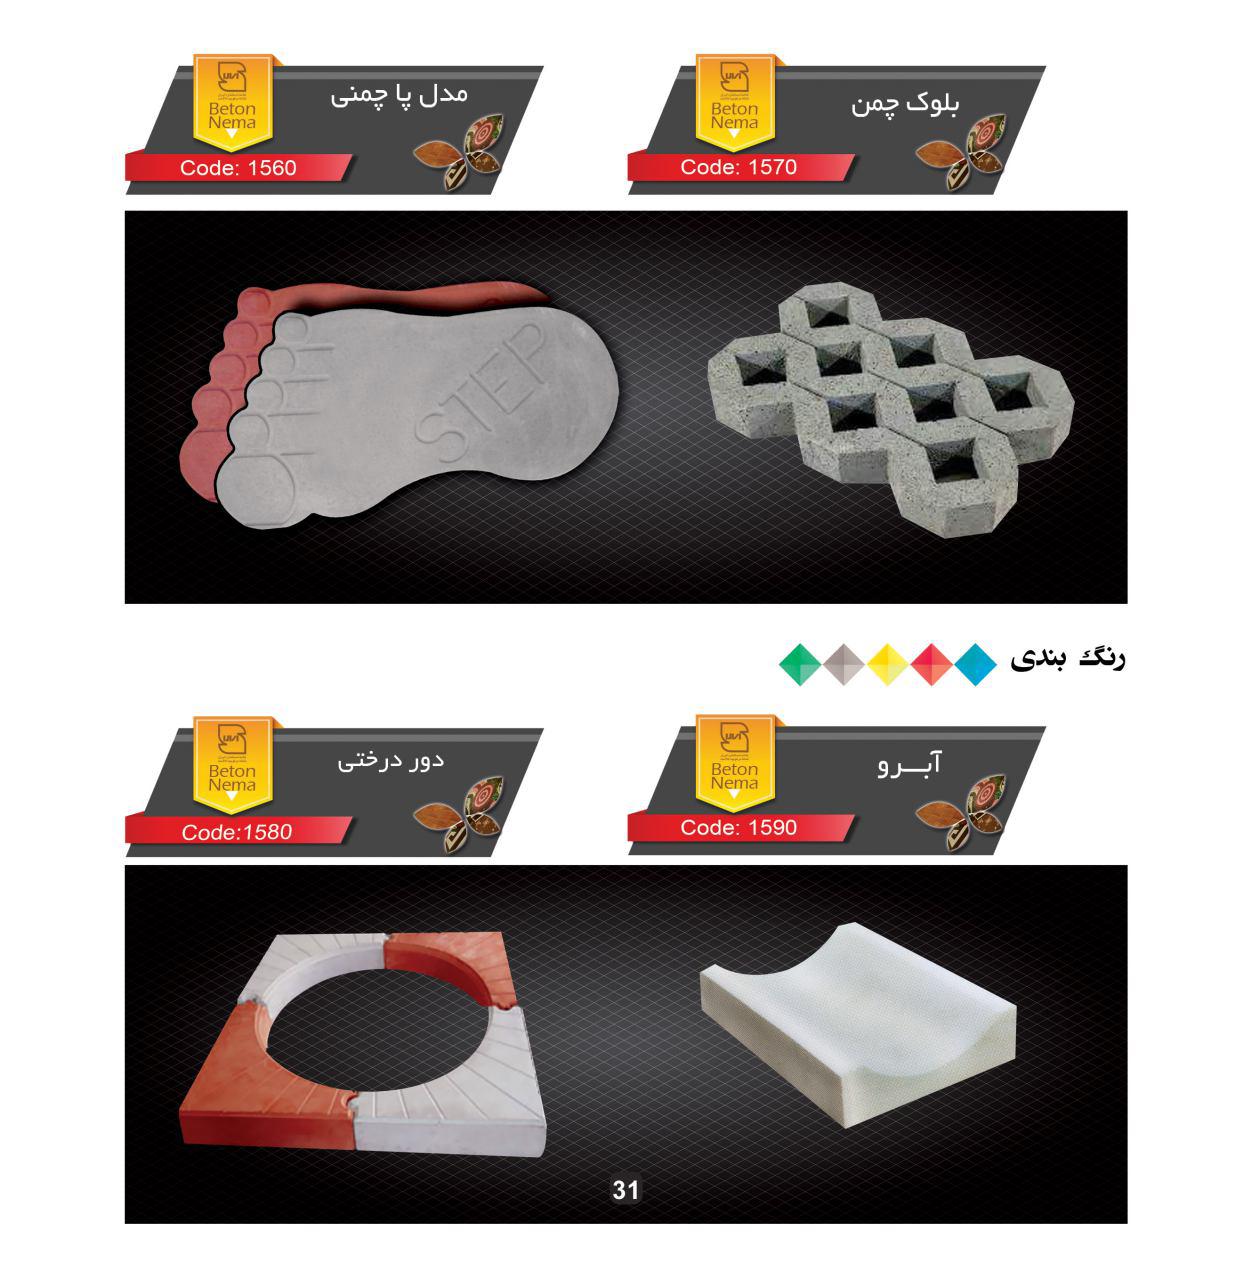 مدل پا چمنی
Beton
Nema
Code: 1560
بلوک چمن
Beton
Nema
Code: 1570
STEP
رنگ بندی
دور درختی
Beton
Nema
Code:1580
آبـــرو
Beton
Nema
Code: 1590
31